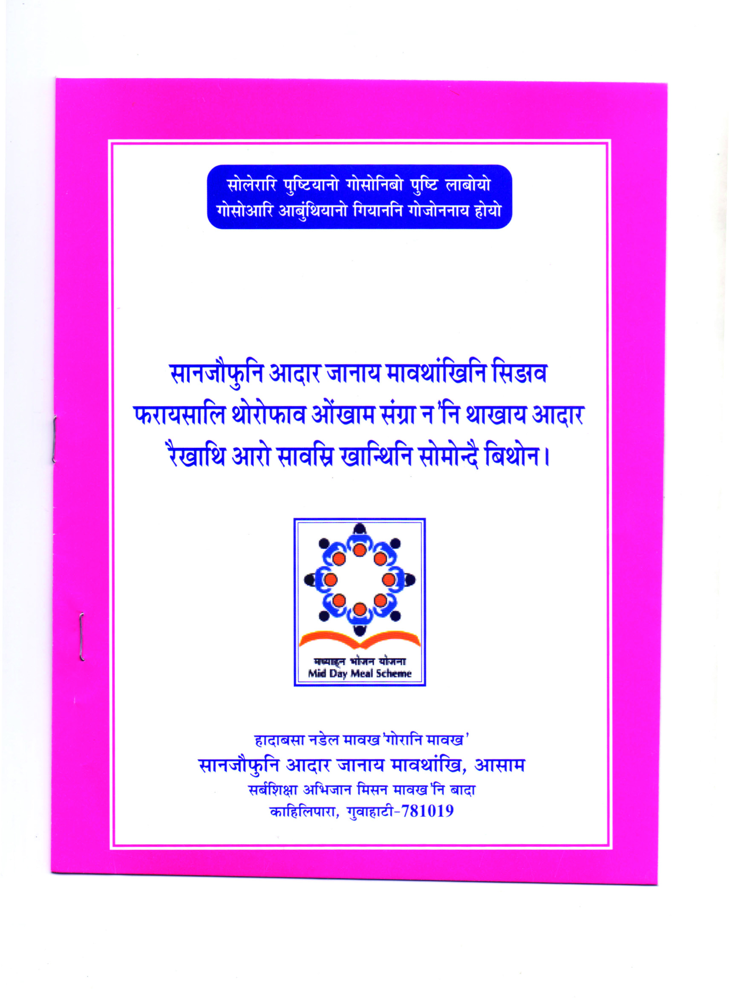 सोलेरारि पुष्टियानो गोसोनिबो पुष्टि लाबोयो
गोसोआरि आबुंथियानो गियाननि गोजोननाय होयो
सानजौफुनि आदार जानाय मावथांखिनि सिङाव
फरायसालि थोरोफाव ओंखाम संग्रा न'नि थाखाय आदार
रैखाथि आरो सावस्रि खान्थिनि सोमोन्दै बिथोन।
मध्याह्न भोजन योजना
Mid Day Meal Scheme
हादाबसा नडेल मावख 'गोरानि मावख'
सानजौफुनि आदार जानाय मावथांखि, आसाम
सर्बशिक्षा अभिजान मिसन मावख'नि बादा
काहिलिपारा, गुवाहाटी-781019